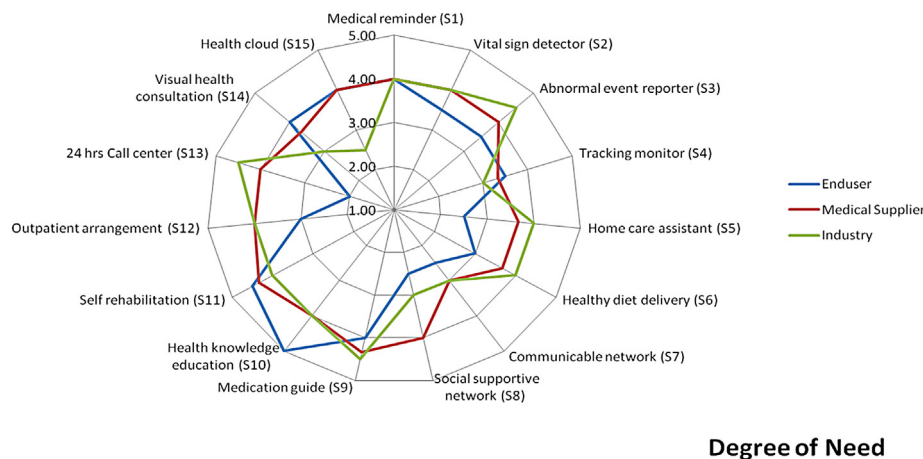 Medical reminder (S1)
Health cloud (S15)
5.00
Vital sign detector (S2)
Visual health
consultation (S14)
4.00
Abnormal event reporter (S3)
3.00
24 hrs Call center (S13)
Tracking monitor (S4)
2.00
Enduser
1.00
Medical Supplier
Outpatient arrangement (S12)
Home care assistant (S5)
Industry
Self rehabilitation (S11)
Healthy diet delivery (S6)
Health knowledge
education (S10)
Communicable network (S7)
Medication guide (S9)
Social supportive
network (S8)
Degree of Need